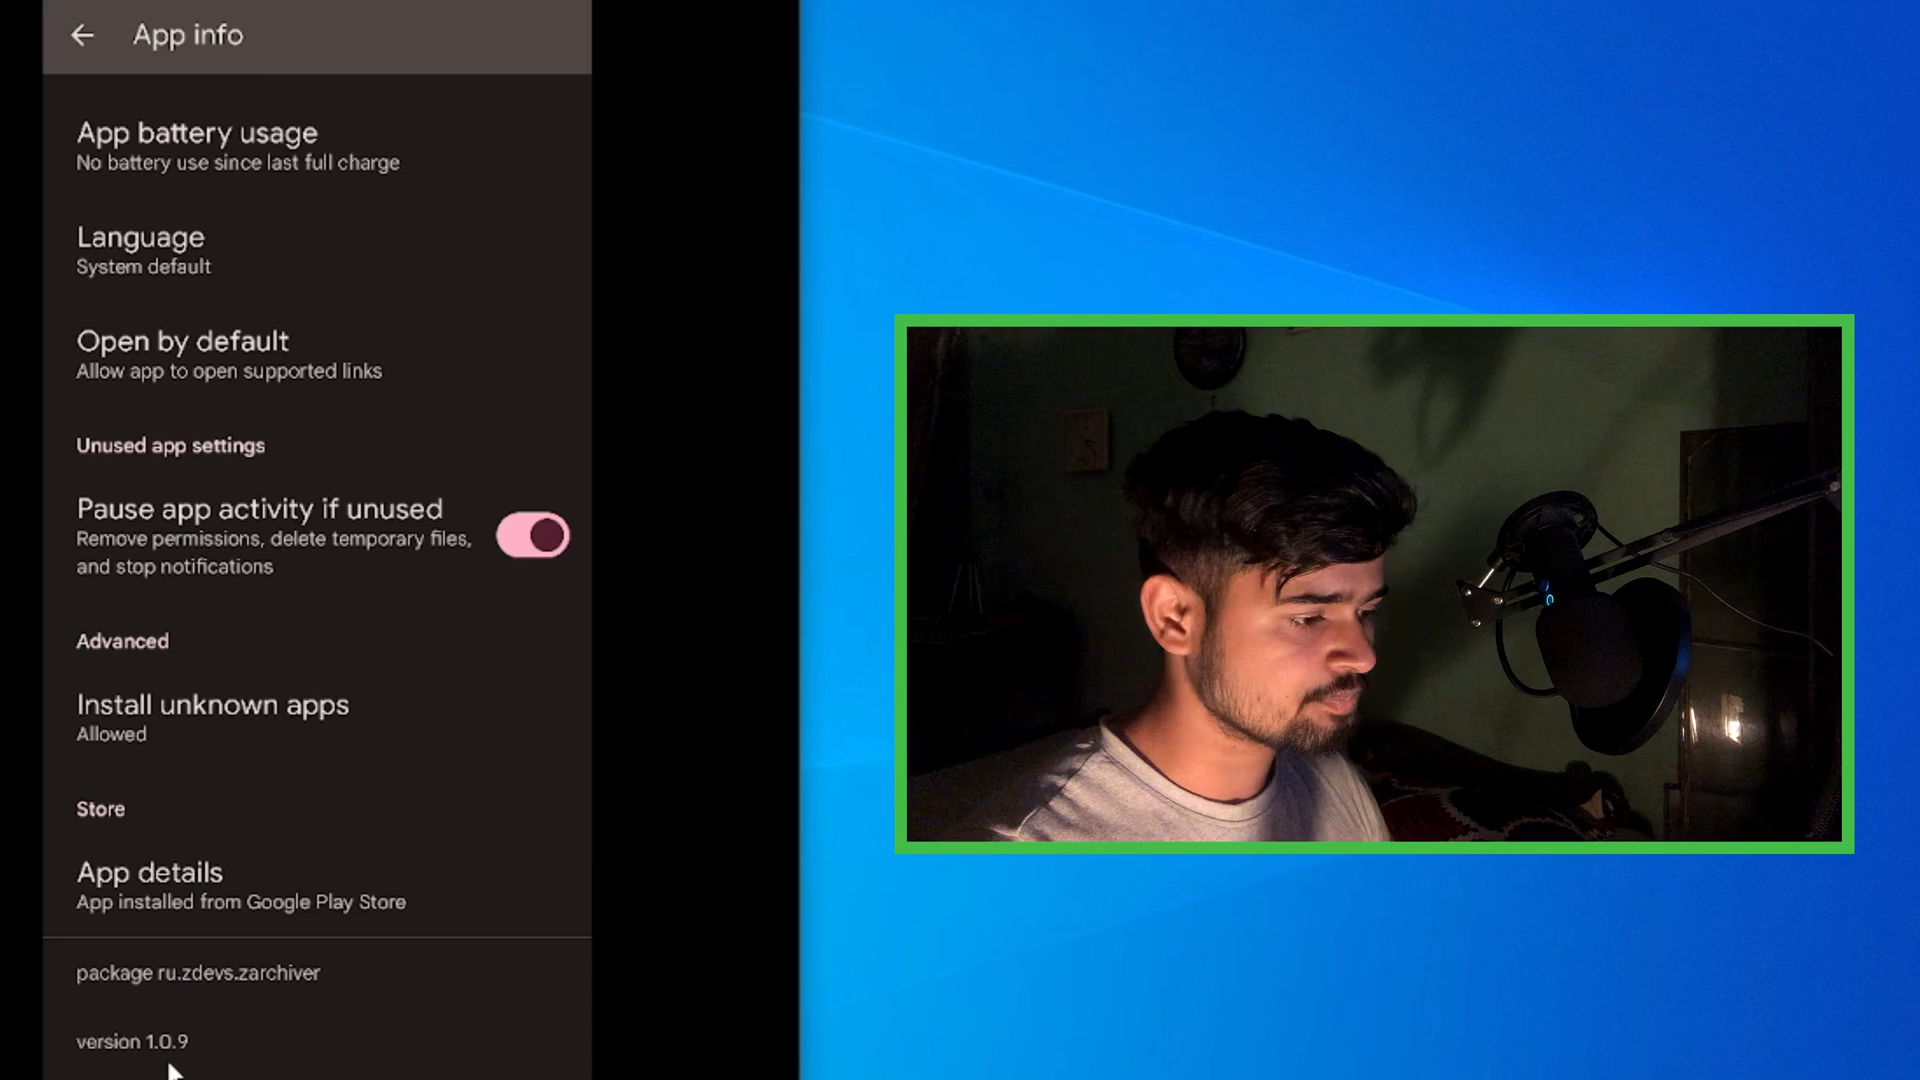 App info
App battery usage
No battery use since last full charge
Language
System default
Open by default
Allow app to open supported links
Unused app settings
Pause app activity if unused
Remove permissions, delete temporary files,
and stop notifications
Advanced
Install unknown apps
Allowed
Store
App details
App installed from Google Play Store
package ru.zdevs.zarchiver
version 1.0.9